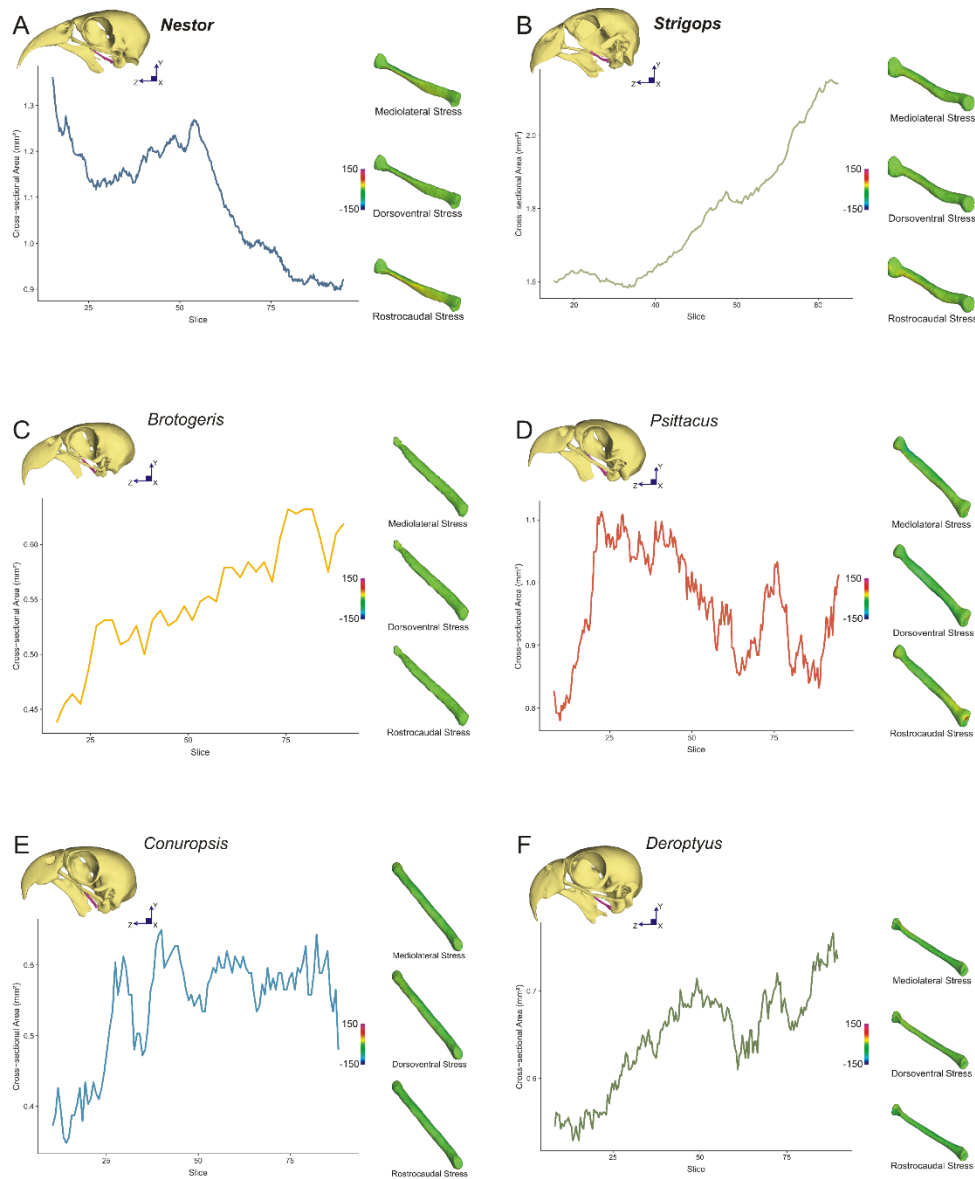 A
Nestor
Y
Z
X
Cross-sectional Area (mm²)
1.3
1.2
1.1
1.0
0.9
25
50
75
Slice
Mediolateral Stress
150
-150
Dorsoventral Stress
Rostrocaudal Stress
B
Strigops
Y
Z
X
Cross-sectional Area (mm²)
2.0
1.8
1.6
20
40
60
80
Slice
Mediolateral Stress
150
-150
Dorsoventral Stress
Rostrocaudal Stress
C
Brotogeris
Y
Z
X
Cross-sectional Area (mm²)
0.60
0.55
0.50
0.45
25
50
75
Slice
Mediolateral Stress
150
-150
Dorsoventral Stress
Rostrocaudal Stress
D
Psittacus
Y
Z
X
Cross-sectional Area (mm²)
1.1
1.0
0.9
0.8
25
50
75
Slice
Mediolateral Stress
150
-150
Dorsoventral Stress
Rostrocaudal Stress
E
Conuropsis
Y
Z
X
Cross-sectional Area (mm²)
0.6
0.5
0.4
25
50
75
Slice
Mediolateral Stress
150
-150
Dorsoventral Stress
Rostrocaudal Stress
F
Deroptyus
Y
Z
X
Cross-sectional Area (mm²)
0.7
0.6
25
50
75
Slice
Mediolateral Stress
150
-150
Dorsoventral Stress
Rostrocaudal Stress